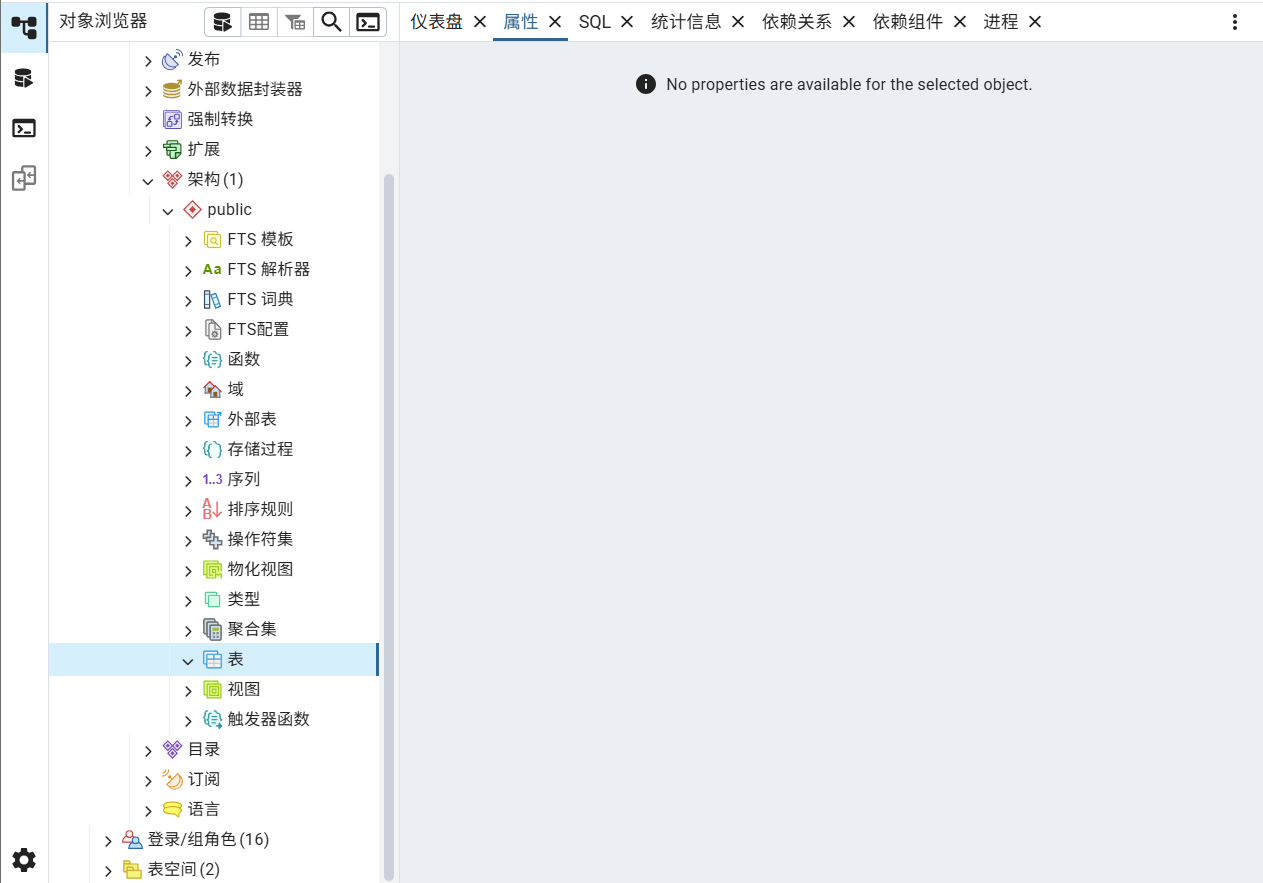 对象浏览器
仪表盘
属性
SQL
统计信息
依赖关系
依赖组件
进程
No properties are available for the selected object.
发布
外部数据封装器
强制转换
扩展
架构 (1)
public
FTS 模板
Aa FTS 解析器
FTS 词典
FTS配置
函数
域
外部表
存储过程
1..3 序列
AB 排序规则
操作符集
物化视图
类型
聚合集
表
视图
触发器函数
目录
订阅
语言
登录/组角色 (16)
表空间 (2)